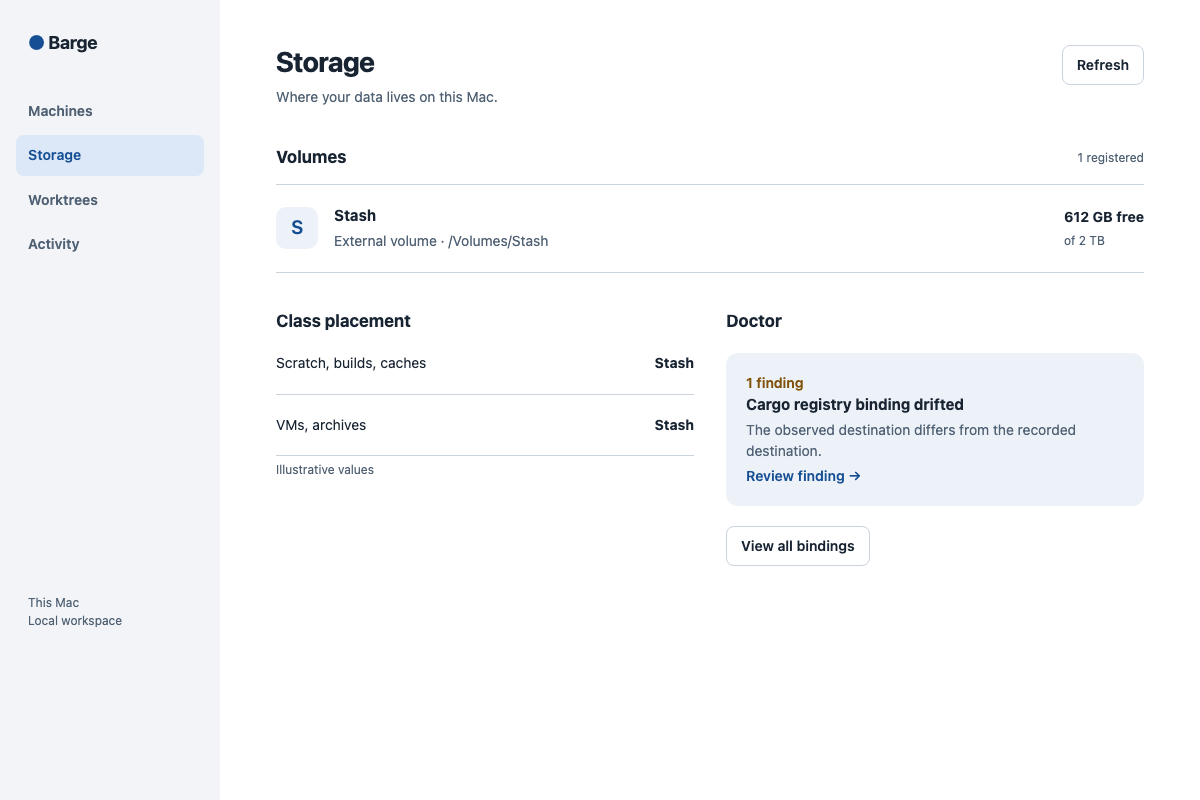 Barge
Machines
Storage
Worktrees
Activity
This Mac
Local workspace
Storage
Where your data lives on this Mac.
Refresh
Volumes
1 registered
S
Stash
External volume · /Volumes/Stash
612 GB free
of 2 TB
Class placement
Scratch, builds, caches
Stash
VMs, archives
Stash
Illustrative values
Doctor
1 finding
Cargo registry binding drifted
The observed destination differs from the recorded
destination.
Review finding →
View all bindings